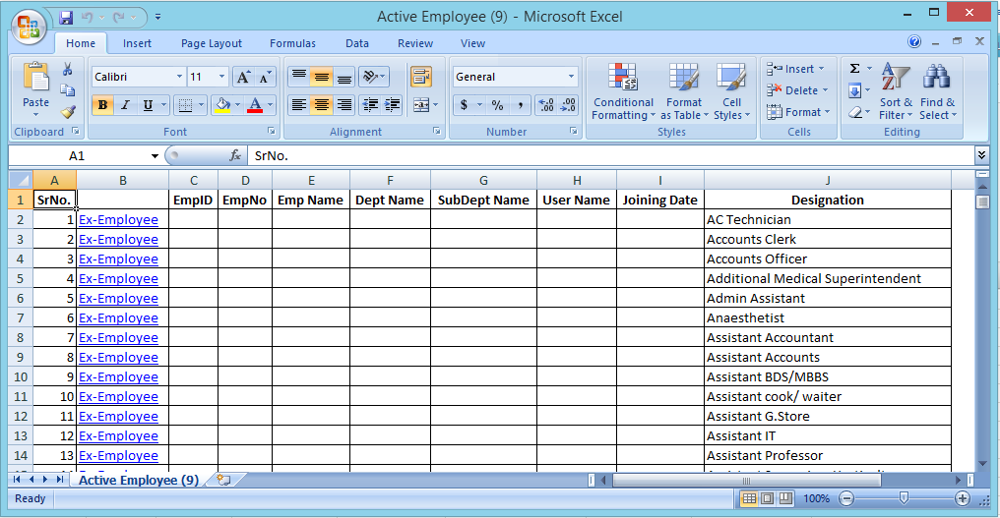 Active Employee (9) - Microsoft Excel
Home Insert Page Layout Formulas Data Review View
Calibri 11 General Insert Σ
Paste B I U A $ % , Conditional Formatting Format as Table Cell Styles Delete Format Sort & Filter Find & Select
Clipboard Font Alignment Number Styles Cells Editing
A1 fx SrNo.
A B C D E F G H I J
1 SrNo. EmpID EmpNo Emp Name Dept Name SubDept Name User Name Joining Date Designation
2 1 Ex-Employee AC Technician
3 2 Ex-Employee Accounts Clerk
4 3 Ex-Employee Accounts Officer
5 4 Ex-Employee Additional Medical Superintendent
6 5 Ex-Employee Admin Assistant
7 6 Ex-Employee Anaesthetist
8 7 Ex-Employee Assistant Accountant
9 8 Ex-Employee Assistant Accounts
10 9 Ex-Employee Assistant BDS/MBBS
11 10 Ex-Employee Assistant cook/ waiter
12 11 Ex-Employee Assistant G.Store
13 12 Ex-Employee Assistant IT
14 13 Ex-Employee Assistant Professor
Active Employee (9)
Ready 100%